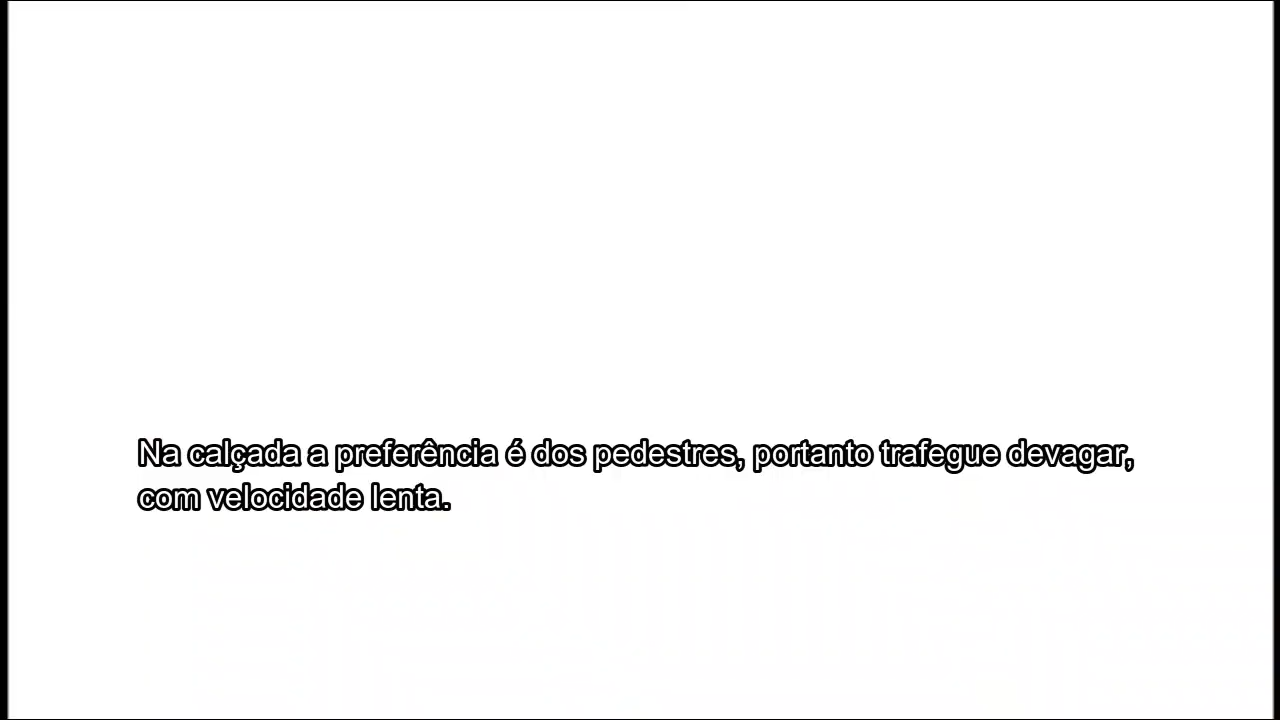 Na calçada a preferência é dos pedestres, portanto trafegue devagar,
com velocidade lenta.